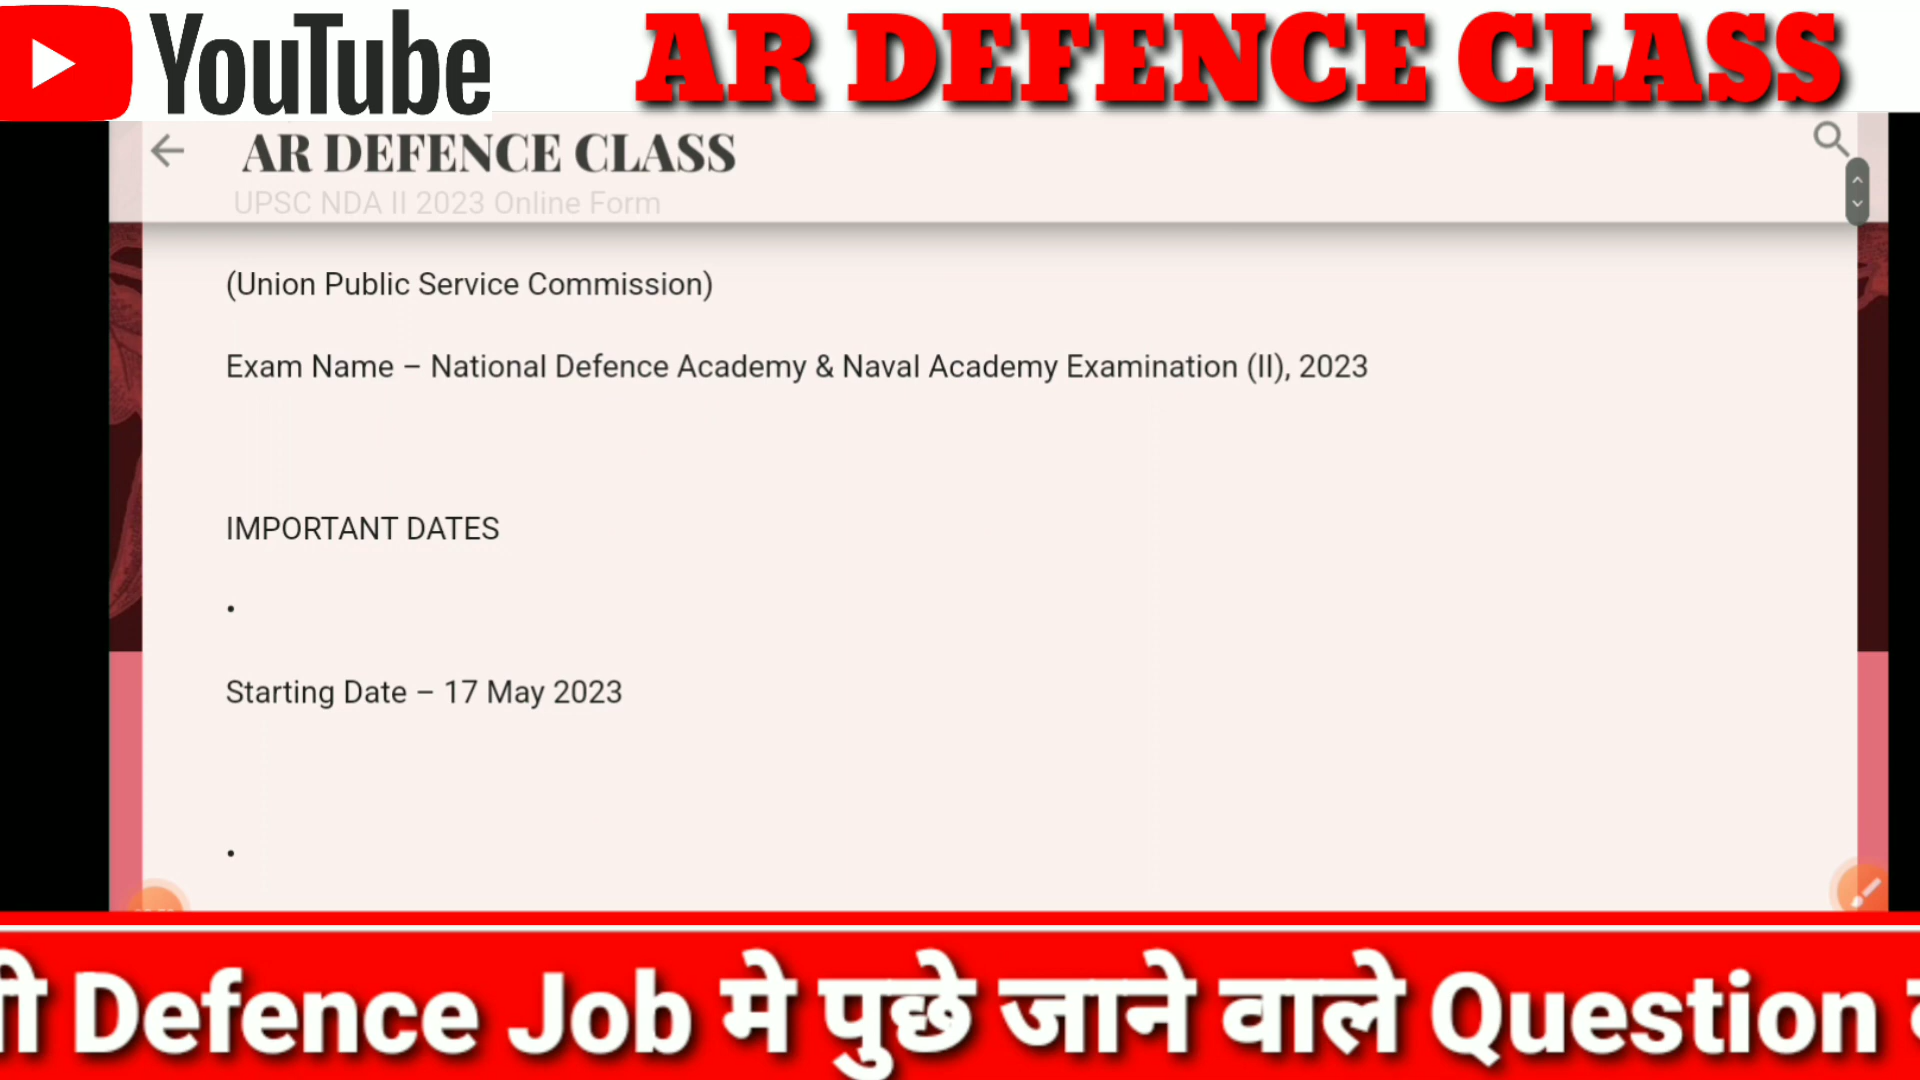 YouTube
AR DEFENCE CLASS
AR DEFENCE CLASS
UPSC NDA II 2023 Online Form
(Union Public Service Commission)
Exam Name – National Defence Academy & Naval Academy Examination (II), 2023
IMPORTANT DATES
•
Starting Date – 17 May 2023
•
Defence Job मे पुछे जाने वाले Question